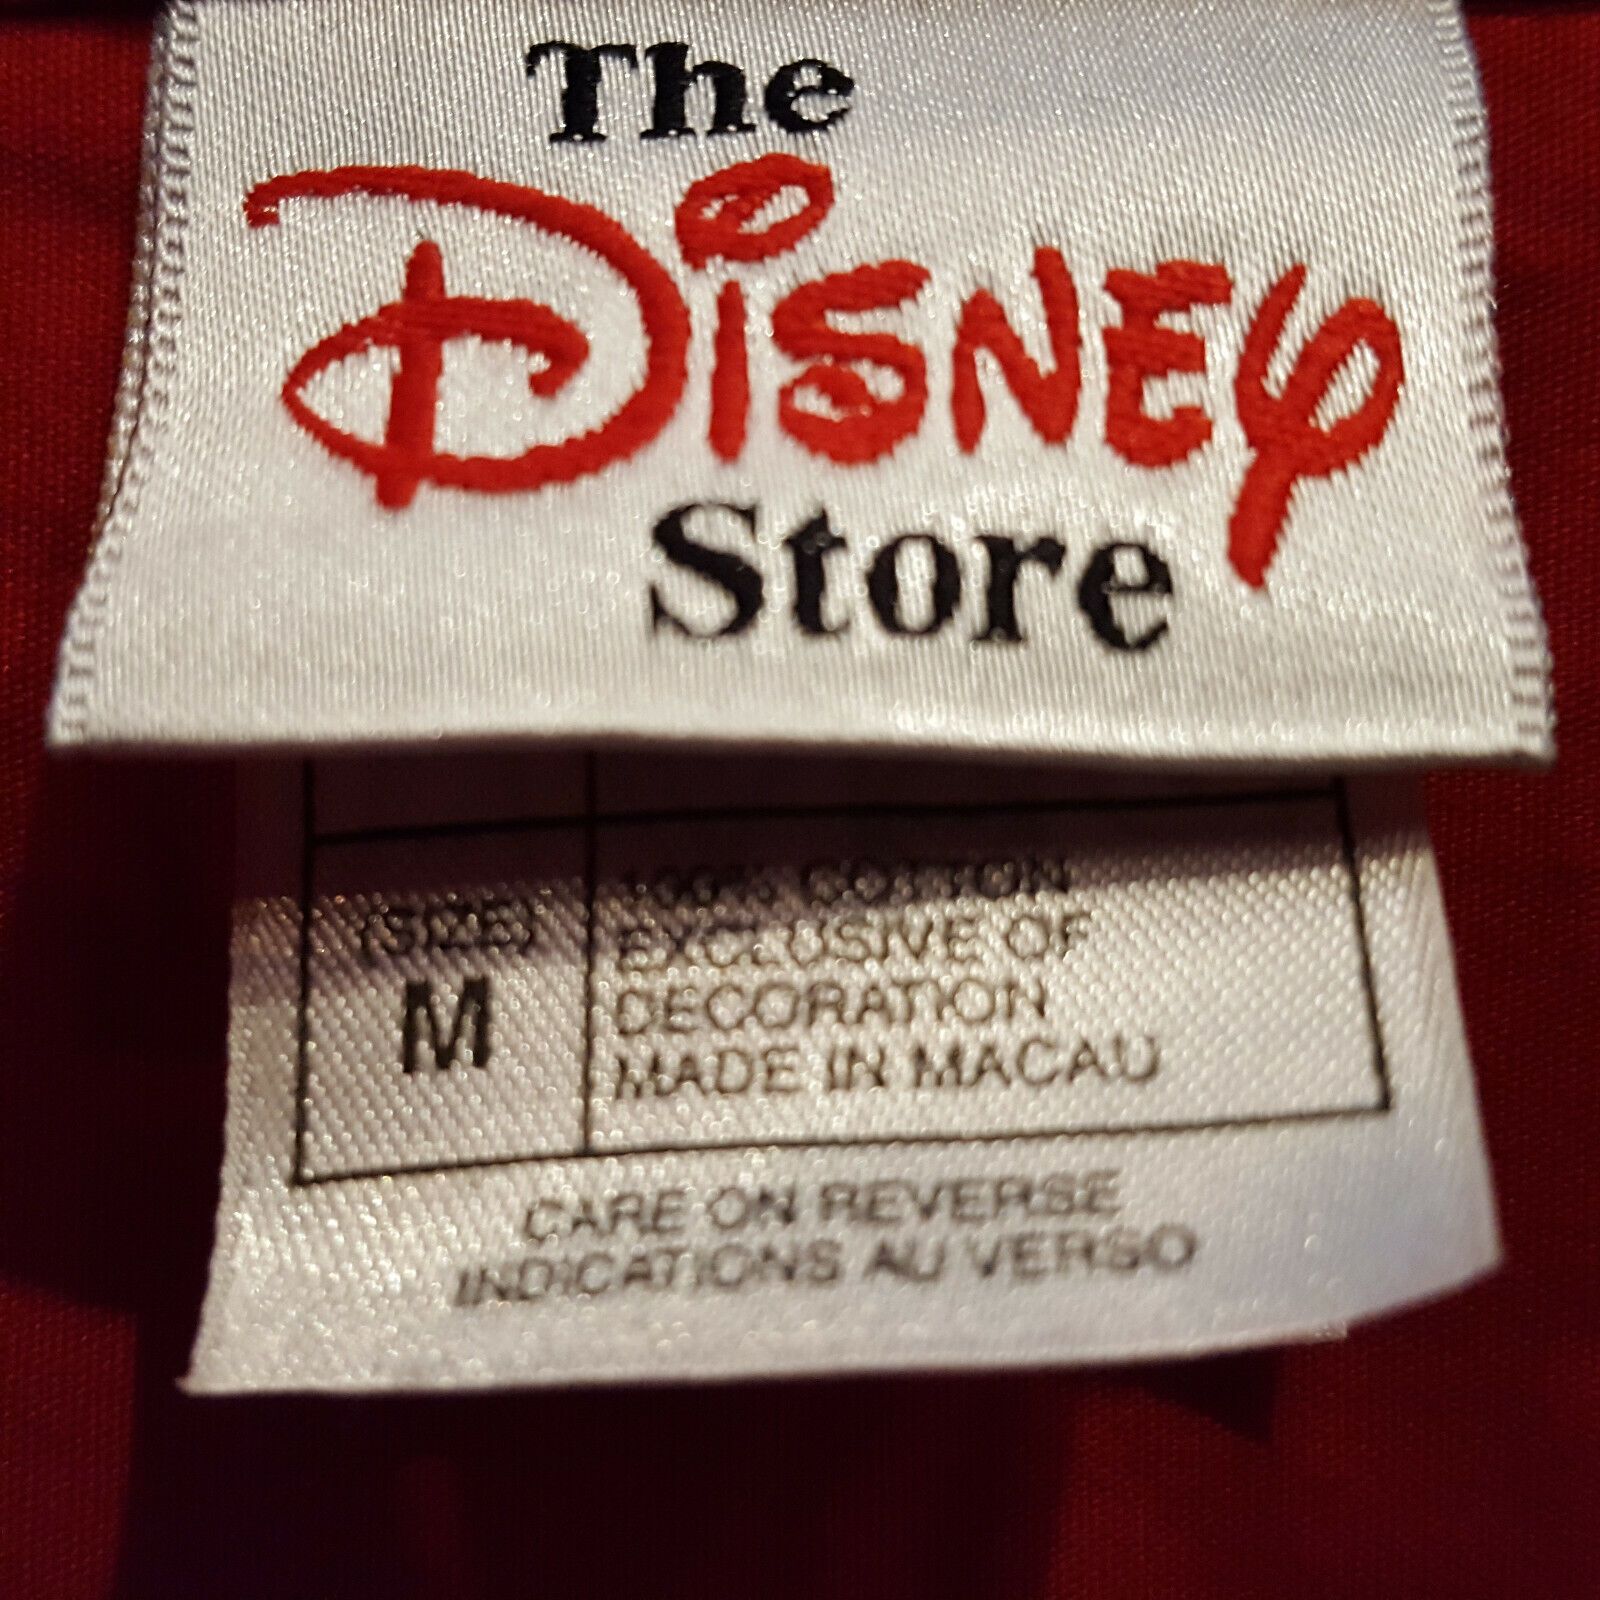 The
Disney
Store
(SIZE)
M
100% COTTON
EXCLUSIVE OF
DECORATION
MADE IN MACAU
CARE ON REVERSE
INDICATIONS AU VERSO